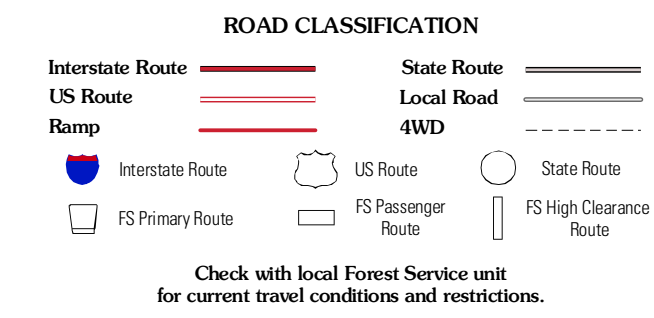 ROAD CLASSIFICATION
Interstate Route
State Route
US Route
Local Road
Ramp
4WD
Interstate Route
US Route
State Route
FS Primary Route
FS Passenger
Route
FS High Clearance
Route
Check with local Forest Service unit
for current travel conditions and restrictions.